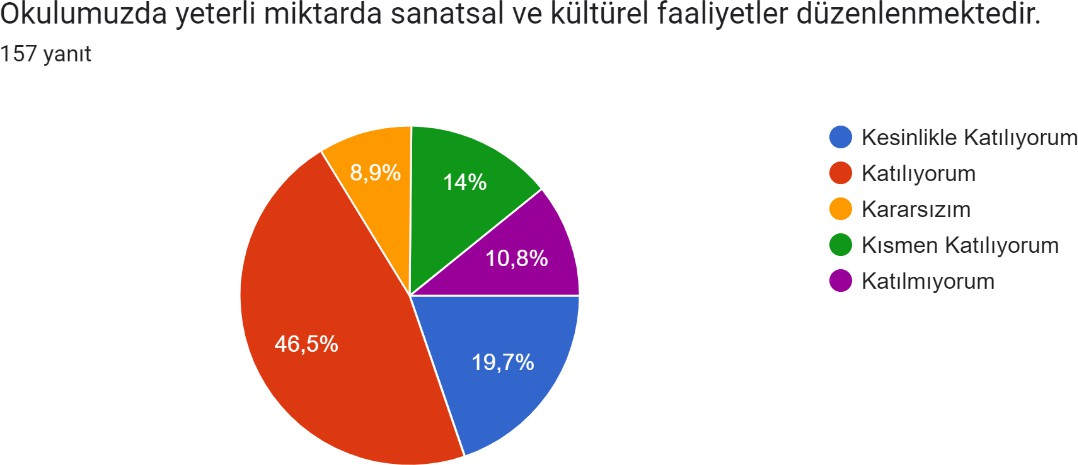 Okulumuzda yeterli miktarda sanatsal ve kültürel faaliyetler düzenlenmektedir.
157 yanıt
8,9%
14%
10,8%
46,5%
19,7%
Kesinlikle Katılıyorum
Katılıyorum
Kararsızım
Kısmen Katılıyorum
Katılmıyorum